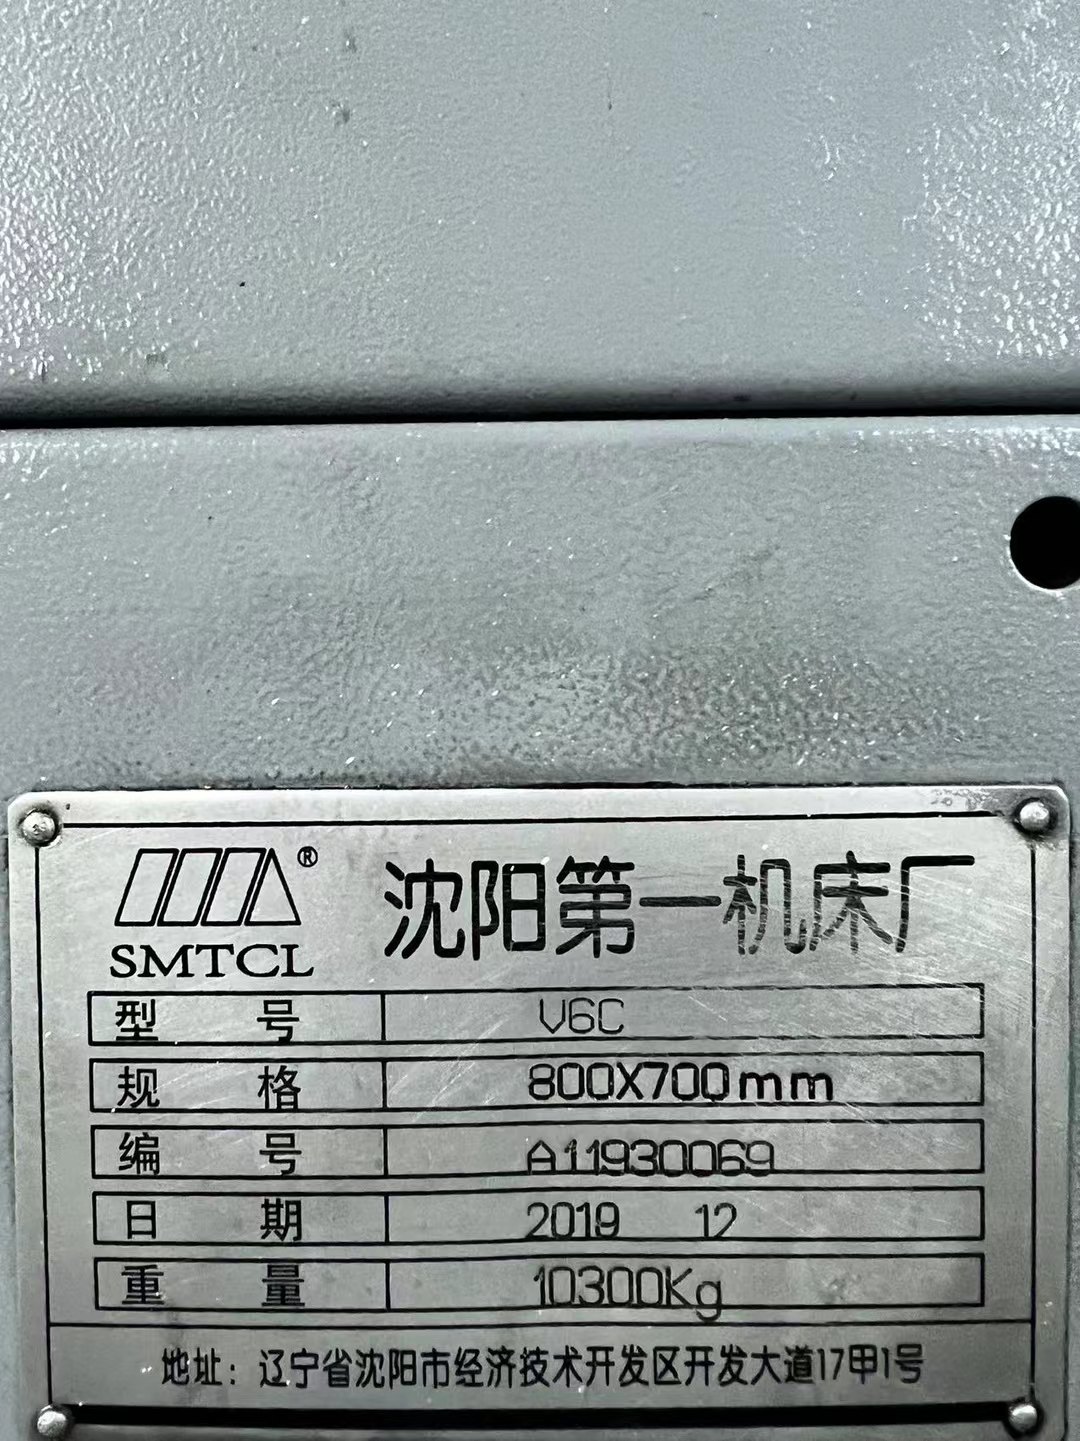 ®
SMTCL
沈阳第一机床厂
型 号 V6C
规 格 800X700mm
编 号 A11930069
日 期 2019 12
重 量 10300Kg
地址：辽宁省沈阳市经济技术开发区开发大道17甲1号